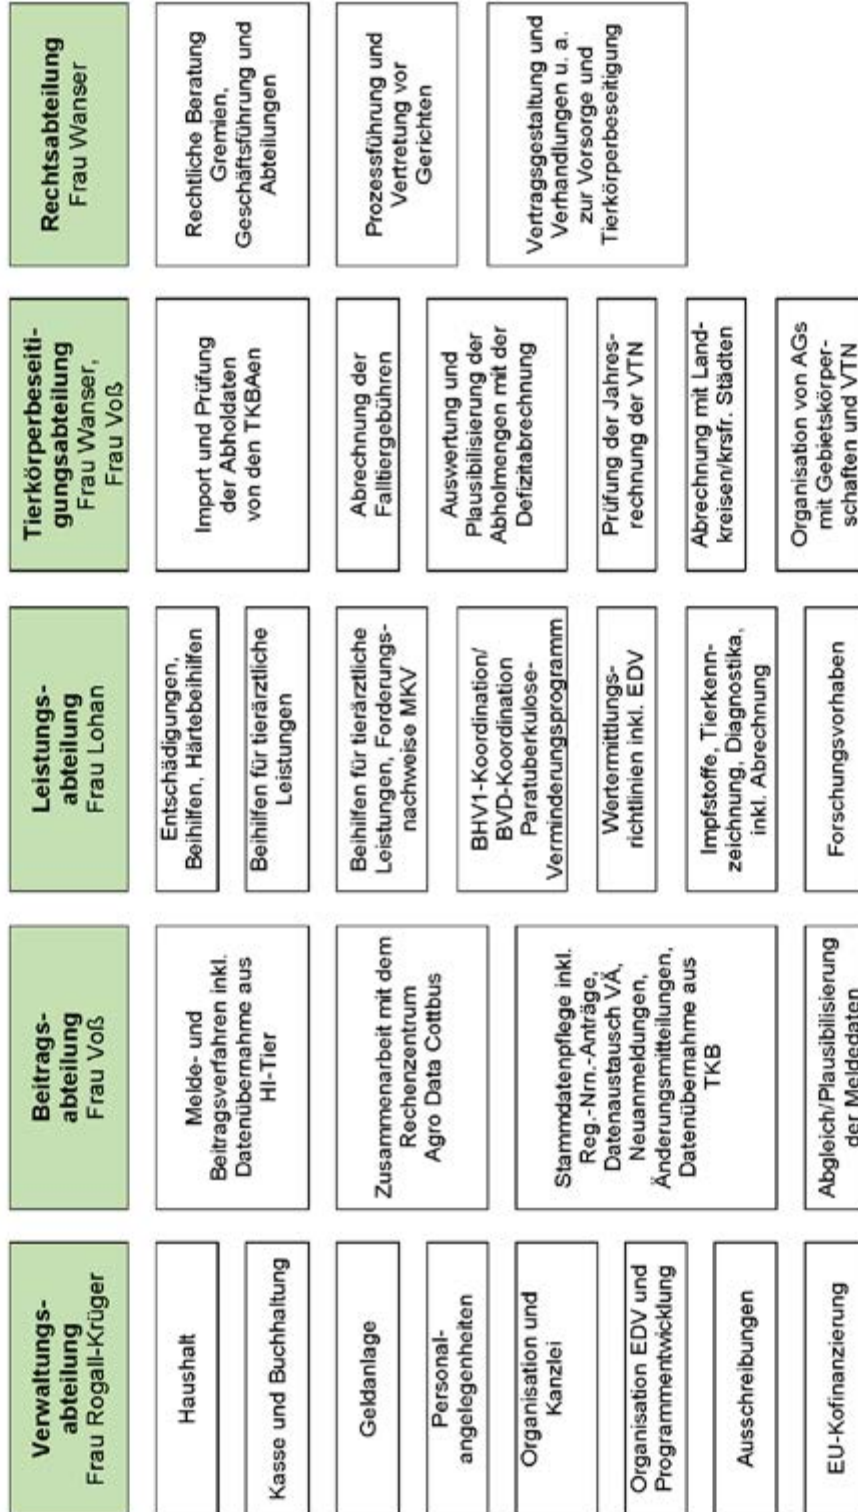 Verwaltungs-
abteilung
Frau Rogall-Krüger
Haushalt
Kasse und Buchhaltung
Geldanlage
Personal-
angelegenheiten
Organisation und
Kanzlei
Organisation EDV und
Programmentwicklung
Ausschreibungen
EU-Kofinanzierung
Beitrags-
abteilung
Frau Voß
Melde- und
Beitragsverfahren inkl.
Datenübernahme aus
HI-Tier
Zusammenarbeit mit dem
Rechenzentrum
Agro Data Cottbus
Stammdatenpflege inkl.
Reg.-Nrn.-Anträge,
Datenaustausch VÄ,
Neuanmeldungen,
Änderungsmitteilungen,
Datenübernahme aus
TKB
Abgleich/Plausibilisierung
der Meldedaten
Leistungs-
abteilung
Frau Lohan
Entschädigungen,
Beihilfen, Härtebeihilfen
Beihilfen für tierärztliche
Leistungen
Beihilfen für tierärztliche
Leistungen, Forderungs-
nachweise MKV
BHV1-Koordination/
BVD-Koordination
Paratuberkulose-
Verminderungsprogramm
Wertermittlungs-
richtlinien inkl. EDV
Impfstoffe, Tierkenn-
zeichnung, Diagnostika,
inkl. Abrechnung
Forschungsvorhaben
Tierkörperbeseiti-
gungsabteilung
Frau Wanser,
Frau Voß
Import und Prüfung
der Abholdaten
von den TKBAen
Abrechnung der
Falltiergebühren
Auswertung und
Plausibilisierung der
Abholmengen mit der
Defizitabrechnung
Prüfung der Jahres-
rechnung der VTN
Abrechnung mit Land-
kreisen/krsfr. Städten
Organisation von AGs
mit Gebietskörper-
schaften und VTN
Rechtsabteilung
Frau Wanser
Rechtliche Beratung
Gremien,
Geschäftsführung und
Abteilungen
Prozessführung und
Vertretung vor
Gerichten
Vertragsgestaltung und
Verhandlungen u. a.
zur Vorsorge und
Tierkörperbeseitigung